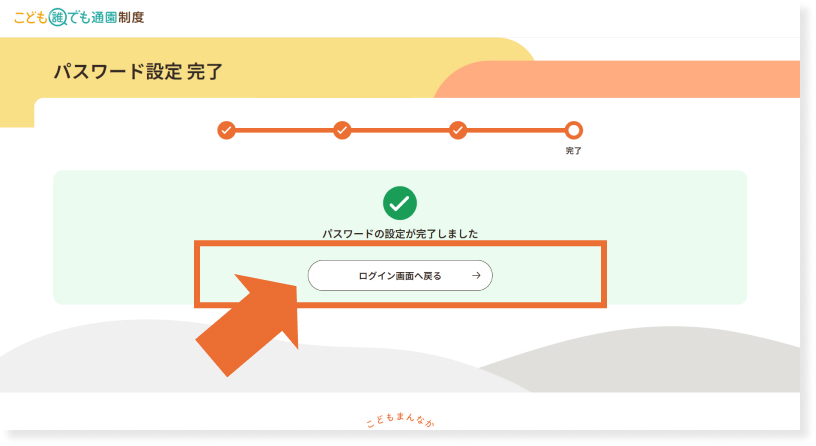 こども誰でも通園制度
パスワード設定 完了
完了
パスワードの設定が完了しました
ログイン画面へ戻る
こどもまんなか